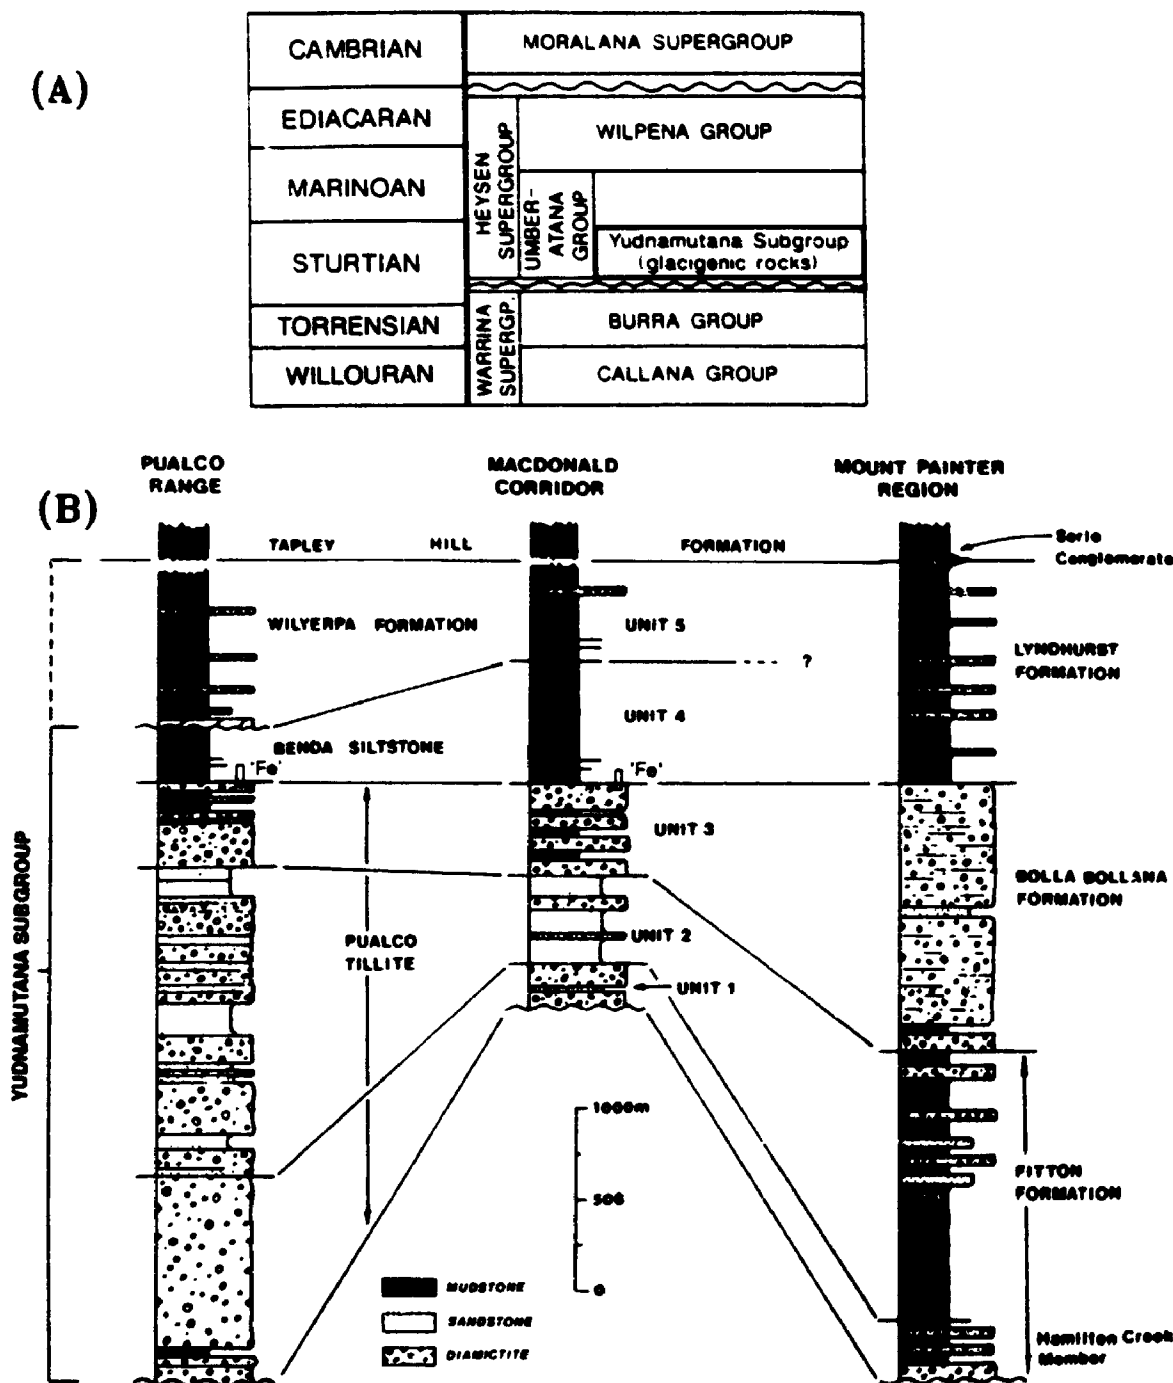 (A)
CAMBRIAN
MORALANA SUPERGROUP
EDIACARAN
MARINOAN
STURTIAN
TORRENSIAN
WILLOURAN
HEYSEN
SUPERGROUP
WILPENA GROUP
UMBER-
ATANA
GROUP
Yudnamutana Subgroup
(glacigenic rocks)
WARRINA
SUPERGP.
BURRA GROUP
CALLANA GROUP
(B)
PUALCO
RANGE
MACDONALD
CORRIDOR
MOUNT PAINTER
REGION
TAPLEY HILL FORMATION
Serle
Conglomerate
WILYERPA FORMATION
UNIT 5
?
LYNDHURST
FORMATION
UNIT 4
BENDA SILTSTONE
'Fe'
'Fe'
UNIT 3
BOLLA BOLLANA
FORMATION
YUDNAMUTANA SUBGROUP
PUALCO
TILLITE
UNIT 2
UNIT 1
1000m
500
0
FITTON
FORMATION
MUDSTONE
SANDSTONE
DIAMICTITE
Hamilton Creek
Member